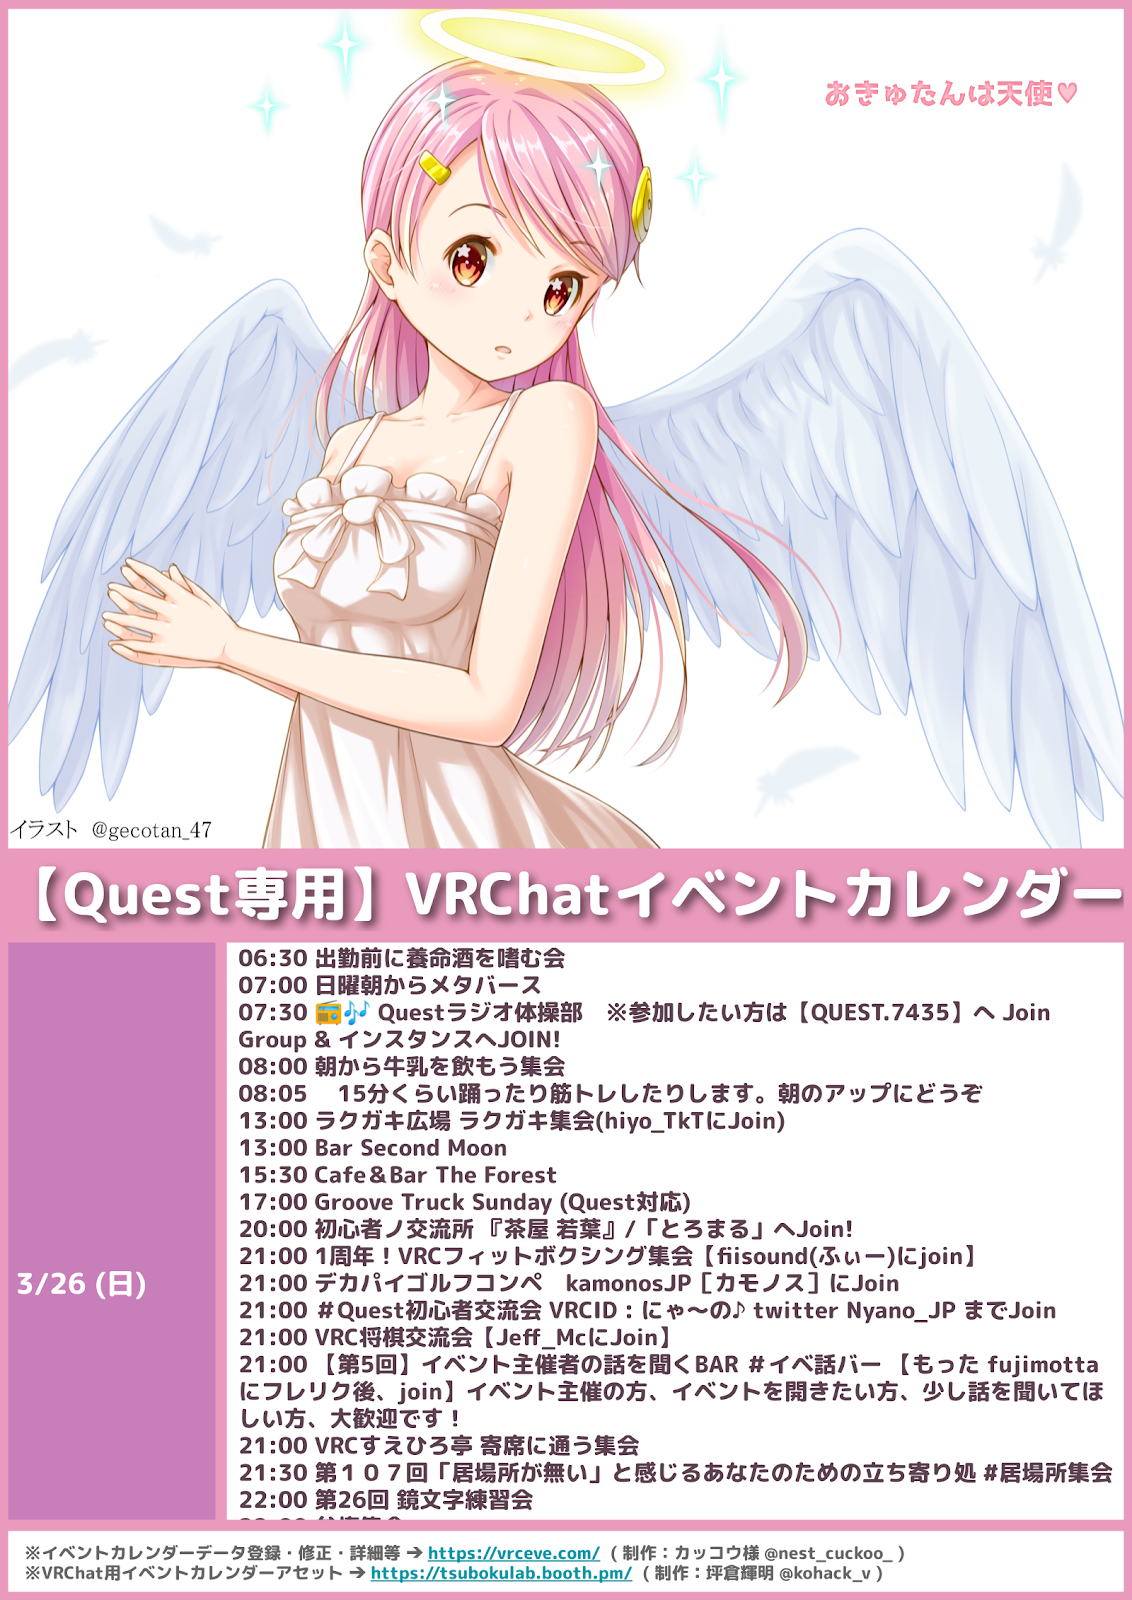 おきゅたんは天使♥
イラスト @gecotan_47
【Quest専用】VRChatイベントカレンダー
3/26 (日)
06:30 出勤前に養命酒を嗜む会
07:00 日曜朝からメタバース
07:30 📻🎶 Questラジオ体操部　※参加したい方は【QUEST.7435】へ Join
Group & インスタンスへJOIN!
08:00 朝から牛乳を飲もう集会
08:05 　15分くらい踊ったり筋トレしたりします。朝のアップにどうぞ
13:00 ラクガキ広場 ラクガキ集会(hiyo_TkTにJoin)
13:00 Bar Second Moon
15:30 Cafe＆Bar The Forest
17:00 Groove Truck Sunday (Quest対応)
20:00 初心者ノ交流所 『茶屋 若葉』/「とろまる」へJoin!
21:00 1周年！VRCフィットボクシング集会【fiisound(ふぃー)にjoin】
21:00 デカパイゴルフコンペ　kamonosJP［カモノス］にJoin
21:00 ＃Quest初心者交流会 VRCID：にゃ〜の♪ twitter Nyano_JP までJoin
21:00 VRC将棋交流会【Jeff_McにJoin】
21:00 【第5回】イベント主催者の話を聞くBAR ＃イベ話バー 【もった fujimotta
にフレリク後、join】イベント主催の方、イベントを開きたい方、少し話を聞いてほ
しい方、大歓迎です！
21:00 VRCすえひろ亭 寄席に通う集会
21:30 第１０７回「居場所が無い」と感じるあなたのための立ち寄り処 #居場所集会
22:00 第26回 鏡文字練習会
※イベントカレンダーデータ登録・修正・詳細等 ➔ https://vrceve.com/ （制作：カッコウ様 @nest_cuckoo_ ）
※VRChat用イベントカレンダーアセット ➔ https://tsubokulab.booth.pm/ （制作：坪倉輝明 @kohack_v ）